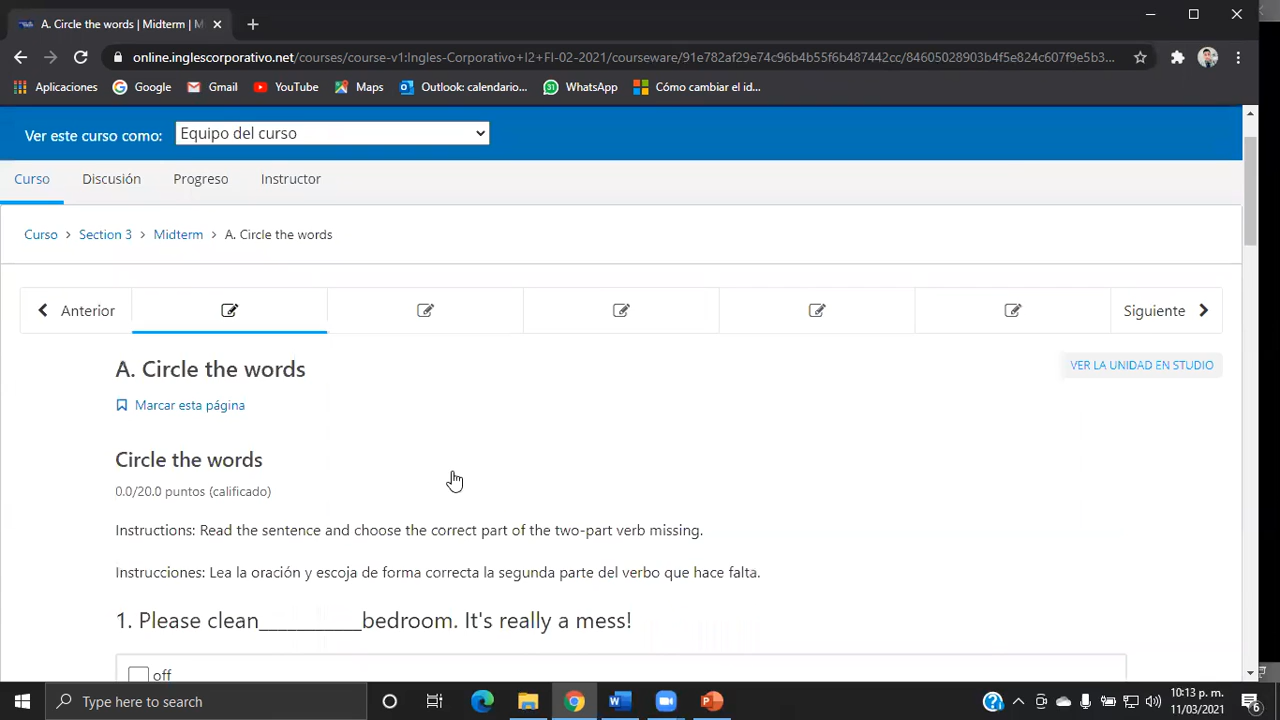 A. Circle the words | Midterm | M
online.inglescorporativo.net/courses/course-v1:Ingles-Corporativo+I2+FI-02-2021/courseware/91e782af29e74c96b4b55f6b487442cc/84605028903b4f5e824c607f9e5b3...
Aplicaciones Google Gmail YouTube Maps Outlook: calendario... WhatsApp Cómo cambiar el id...
Ver este curso como: Equipo del curso
Curso Discusión Progreso Instructor
Curso > Section 3 > Midterm > A. Circle the words
Anterior Siguiente
A. Circle the words
VER LA UNIDAD EN STUDIO
Marcar esta página
Circle the words
0.0/20.0 puntos (calificado)
Instructions: Read the sentence and choose the correct part of the two-part verb missing.
Instrucciones: Lea la oración y escoja de forma correcta la segunda parte del verbo que hace falta.
1. Please clean___________bedroom. It's really a mess!
off
Type here to search
10:13 p. m.
11/03/2021
6